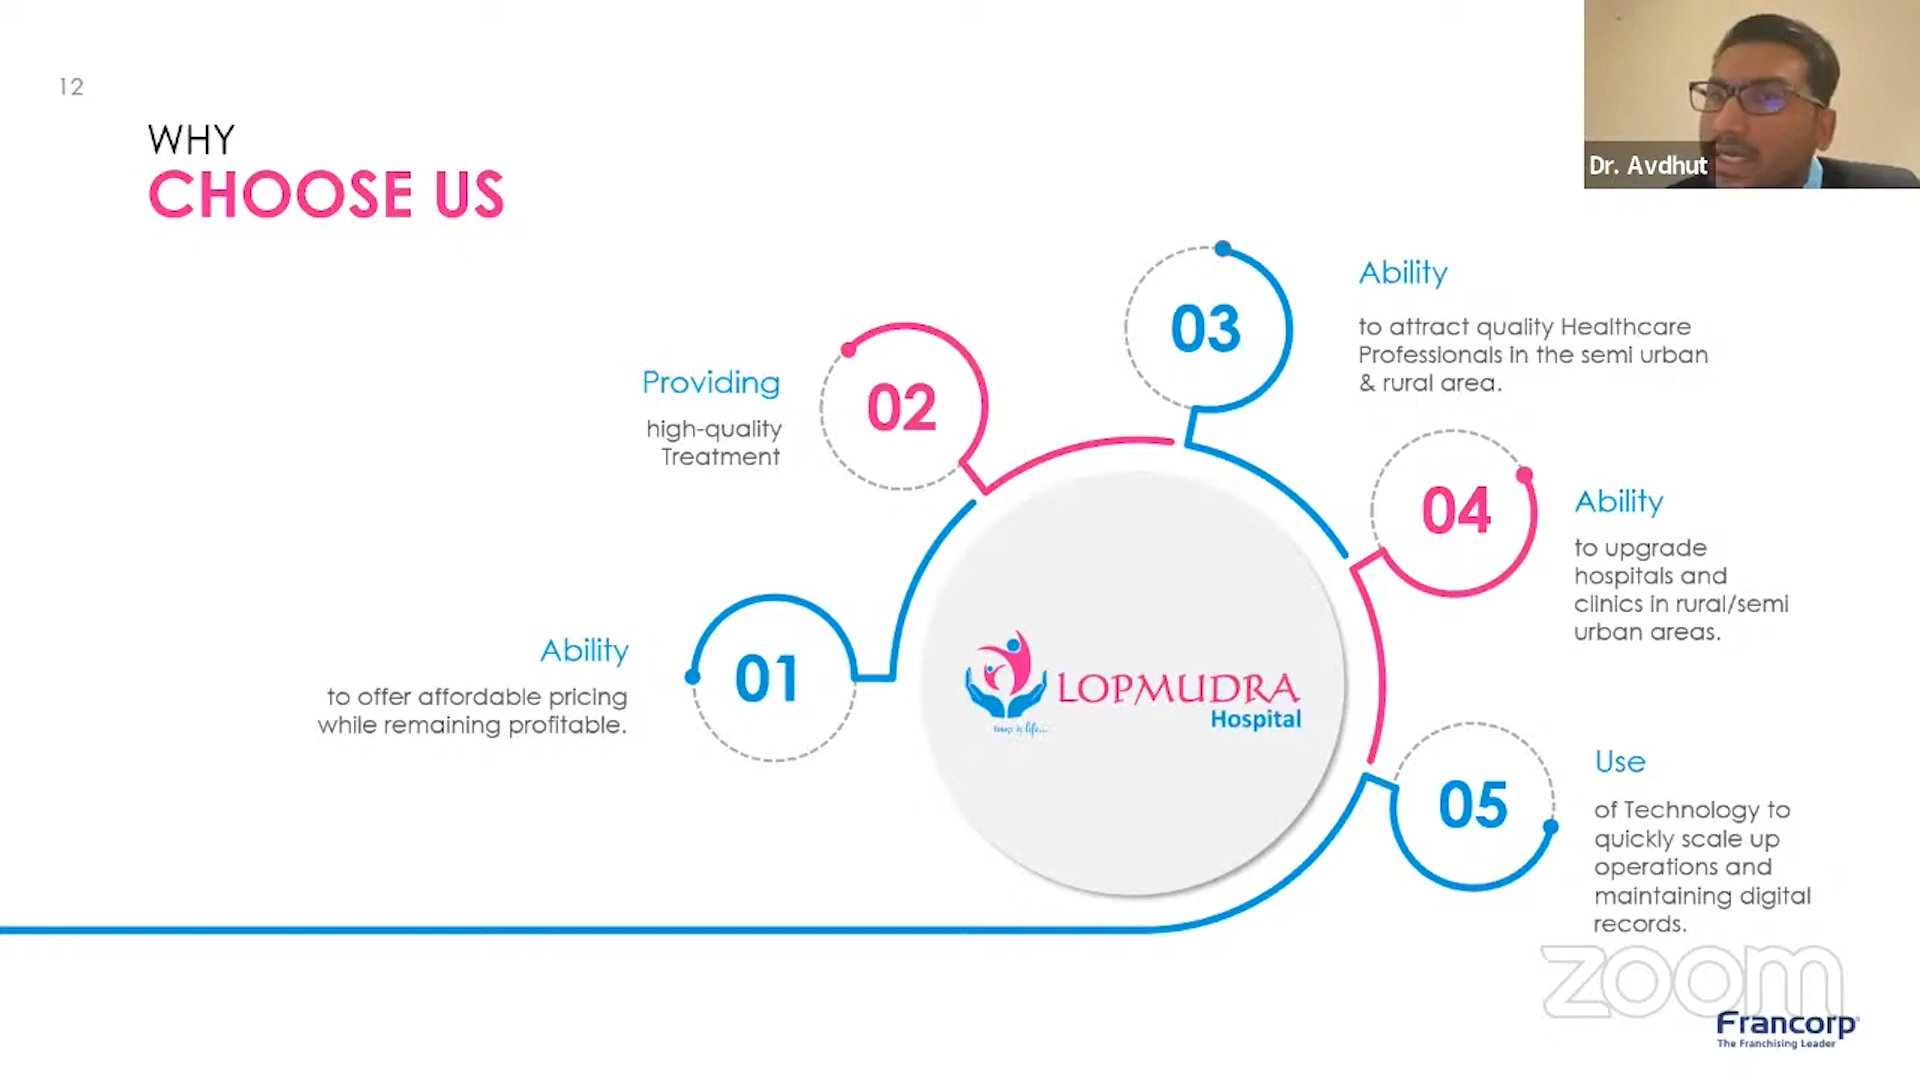 12
WHY
CHOOSE US
Dr. Avdhut
01
Ability
to offer affordable pricing
while remaining profitable.
02
Providing
high-quality
Treatment
03
Ability
to attract quality Healthcare
Professionals in the semi urban
& rural area.
04
Ability
to upgrade
hospitals and
clinics in rural/semi
urban areas.
05
Use
of Technology to
quickly scale up
operations and
maintaining digital
records.
LOPMUDRA
Hospital
zoom
Francorp
The Franchising Leader